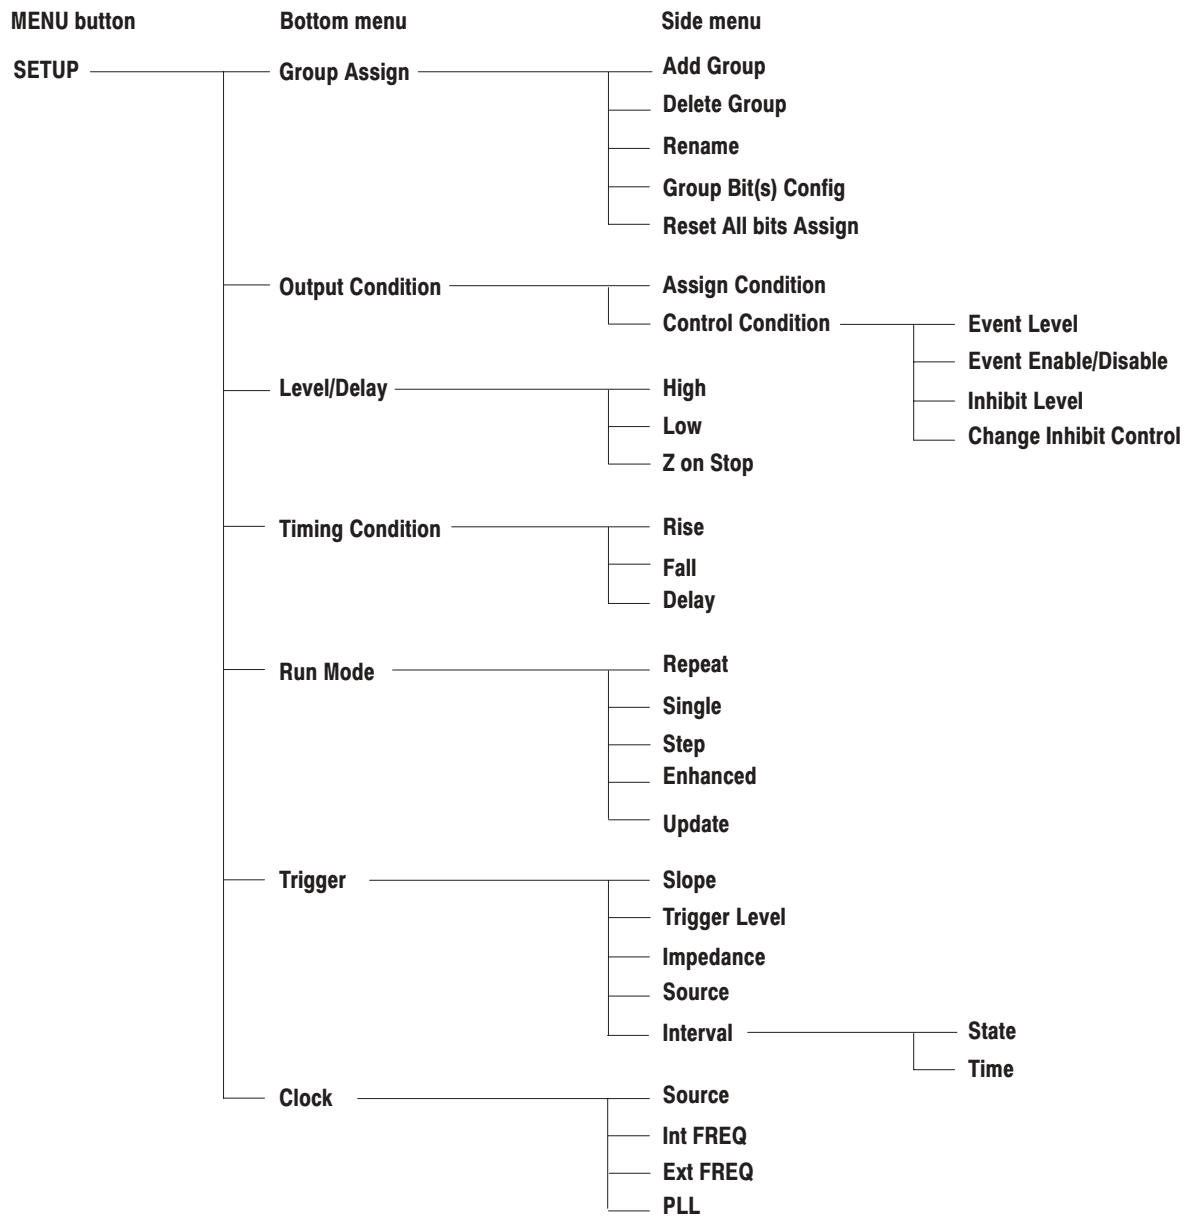 MENU button
Bottom menu
Side menu
SETUP
Group Assign
Add Group
Delete Group
Rename
Group Bit(s) Config
Reset All bits Assign
Output Condition
Assign Condition
Control Condition
Event Level
Event Enable/Disable
Inhibit Level
Change Inhibit Control
Level/Delay
High
Low
Z on Stop
Timing Condition
Rise
Fall
Delay
Run Mode
Repeat
Single
Step
Enhanced
Update
Trigger
Slope
Trigger Level
Impedance
Source
Interval
State
Time
Clock
Source
Int FREQ
Ext FREQ
PLL